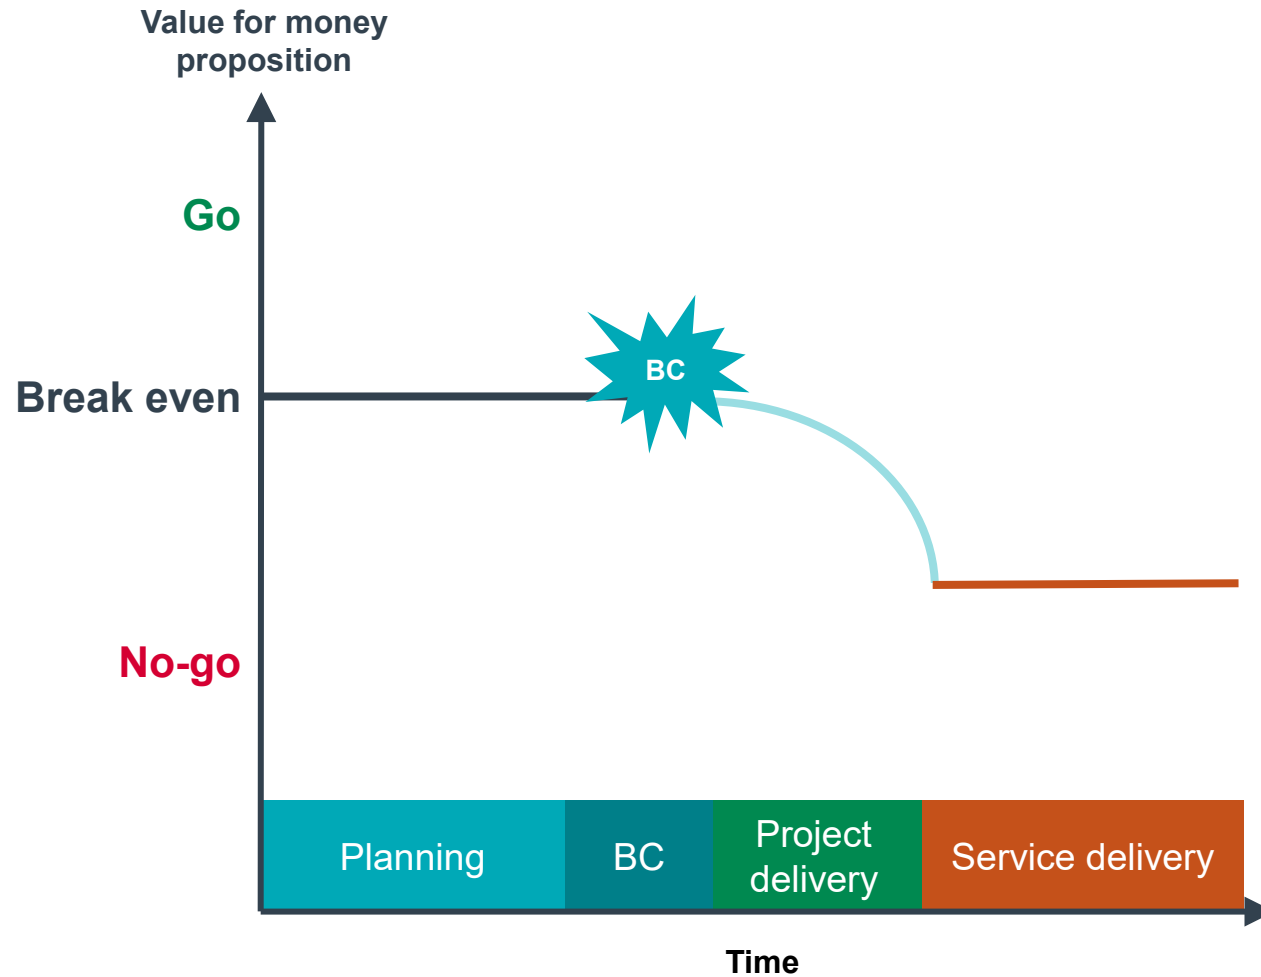 Value for money
proposition
Go
BC
Break even
No-go
Planning
BC
Project
delivery
Service delivery
Time